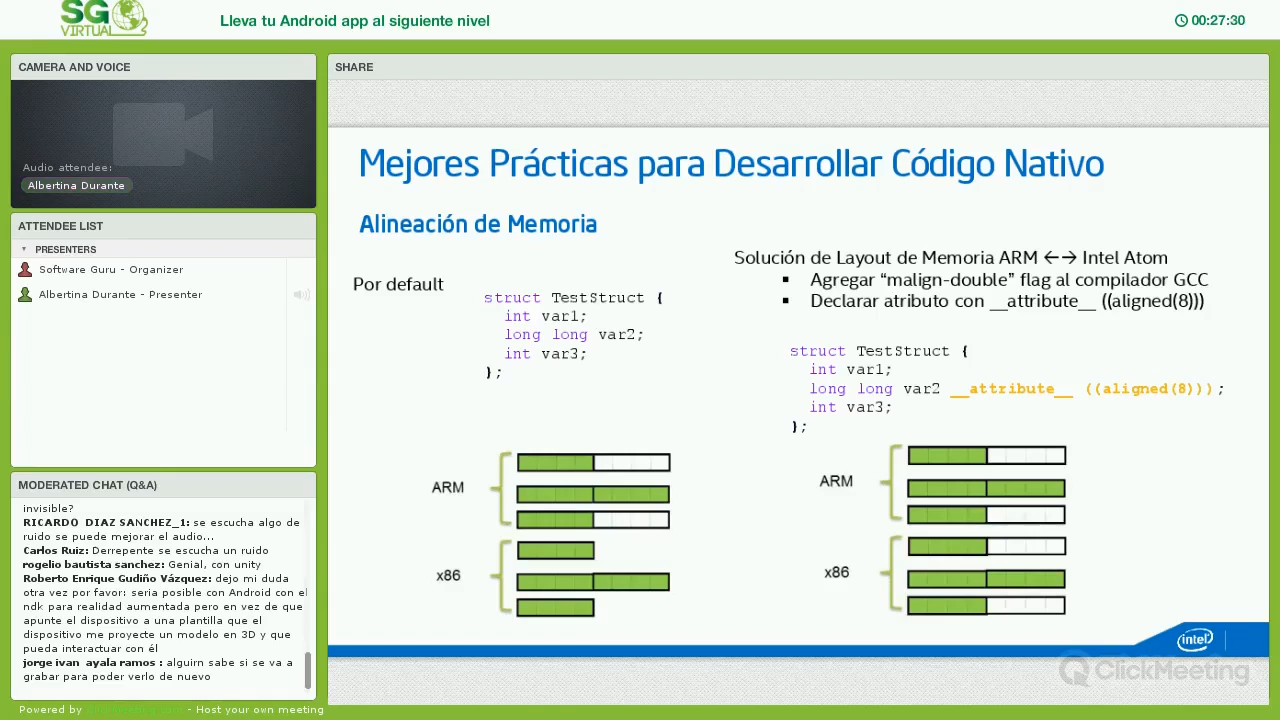 SG
VIRTUAL
Lleva tu Android app al siguiente nivel
00:27:30
CAMERA AND VOICE
Audio attendee:
Albertina Durante
ATTENDEE LIST
PRESENTERS
Software Guru - Organizer
Albertina Durante - Presenter
MODERATED CHAT (Q&A)
invisible?
RICARDO DIAZ SANCHEZ_1: se escucha algo de
ruido se puede mejorar el audio...
Carlos Ruiz: Derrepente se escucha un ruido
rogelio bautista sanchez: Genial, con unity
Roberto Enrique Gudiño Vázquez: dejo mi duda
otra vez por favor: seria posible con Android con el
ndk para realidad aumentada pero en vez de que
apunte el dispositivo a una plantilla que el
dispositivo me proyecte un modelo en 3D y que
pueda interactuar con él
jorge ivan ayala ramos : alguirn sabe si se va a
grabar para poder verlo de nuevo
Powered by - Host your own meeting
SHARE
Mejores Prácticas para Desarrollar Código Nativo
Alineación de Memoria
Por default
struct TestStruct {
int var1;
long long var2;
int var3;
};
ARM
x86
Solución de Layout de Memoria ARM ←→ Intel Atom
▪ Agregar “malign-double” flag al compilador GCC
▪ Declarar atributo con __attribute__ ((aligned(8)))
struct TestStruct {
int var1;
long long var2 __attribute__ ((aligned(8)));
int var3;
};
ARM
x86
intel
ClickMeeting